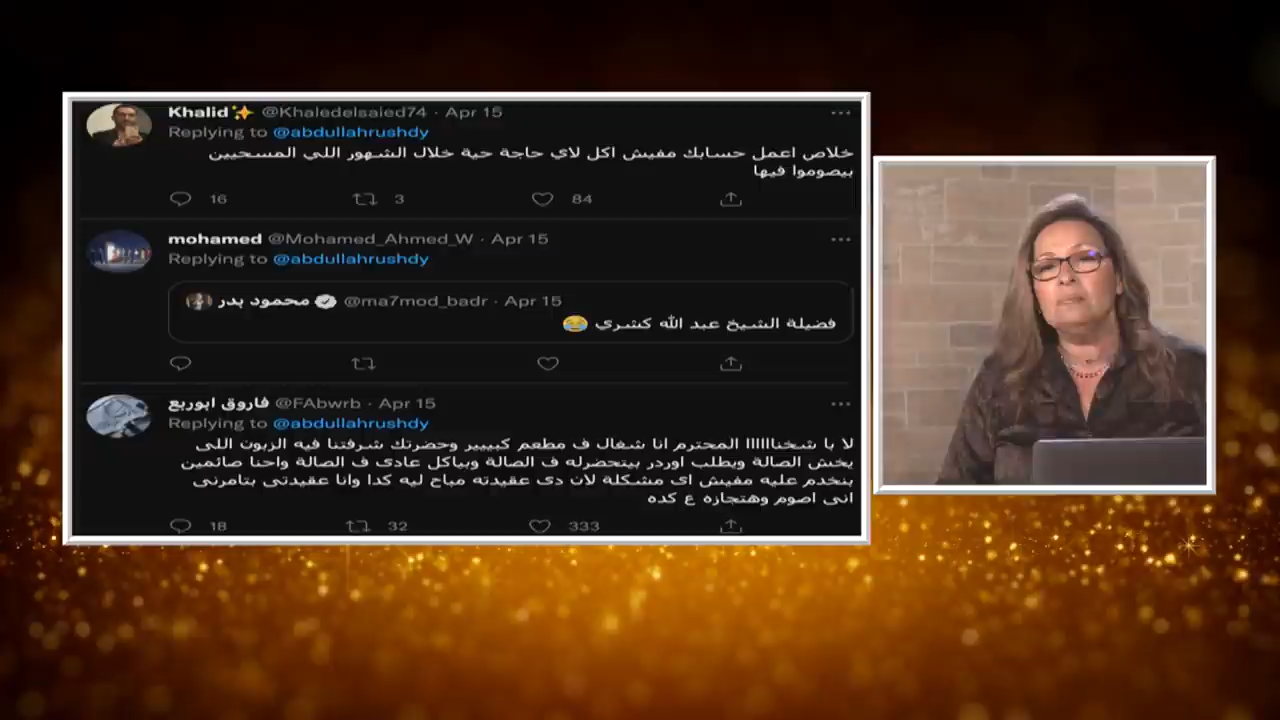 Khalid✨ @Khaledelsaied74 · Apr 15
Replying to @abdullahrushdy
خلاص اعمل حسابك مفيش اكل لاي حاجة حية خلال الشهور اللي المسحيين
بيصوموا فيها
16 3 84
mohamed @Mohamed_Ahmed_W · Apr 15
Replying to @abdullahrushdy
محمود بدر @ma7mod_badr · Apr 15
فضيلة الشيخ عبد الله كشري 😂
فاروق ابوربع @FAbwrb · Apr 15
Replying to @abdullahrushdy
لا يا شخناااااا المحترم انا شغال ف مطعم كبيييير وحضرتك شرفتنا فيه الزبون اللى
يخش الصالة ويطلب اوردر بيتحضرله ف الصالة وبياكل عادى ف الصالة واحنا صائمين
بنخدم عليه مفيش اى مشكلة لان دى عقيدته مباح ليه كدا وانا عقيدتى بتامرنى
انى اصوم وهتجازه ع كده
18 32 333